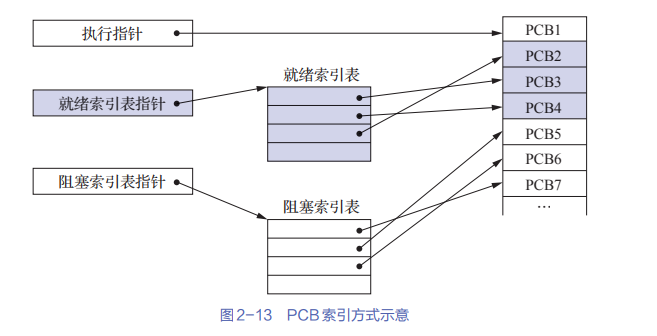 执行指针
就绪索引表指针
阻塞索引表指针
就绪索引表
阻塞索引表
PCB1
PCB2
PCB3
PCB4
PCB5
PCB6
PCB7
…
图2-13 PCB索引方式示意